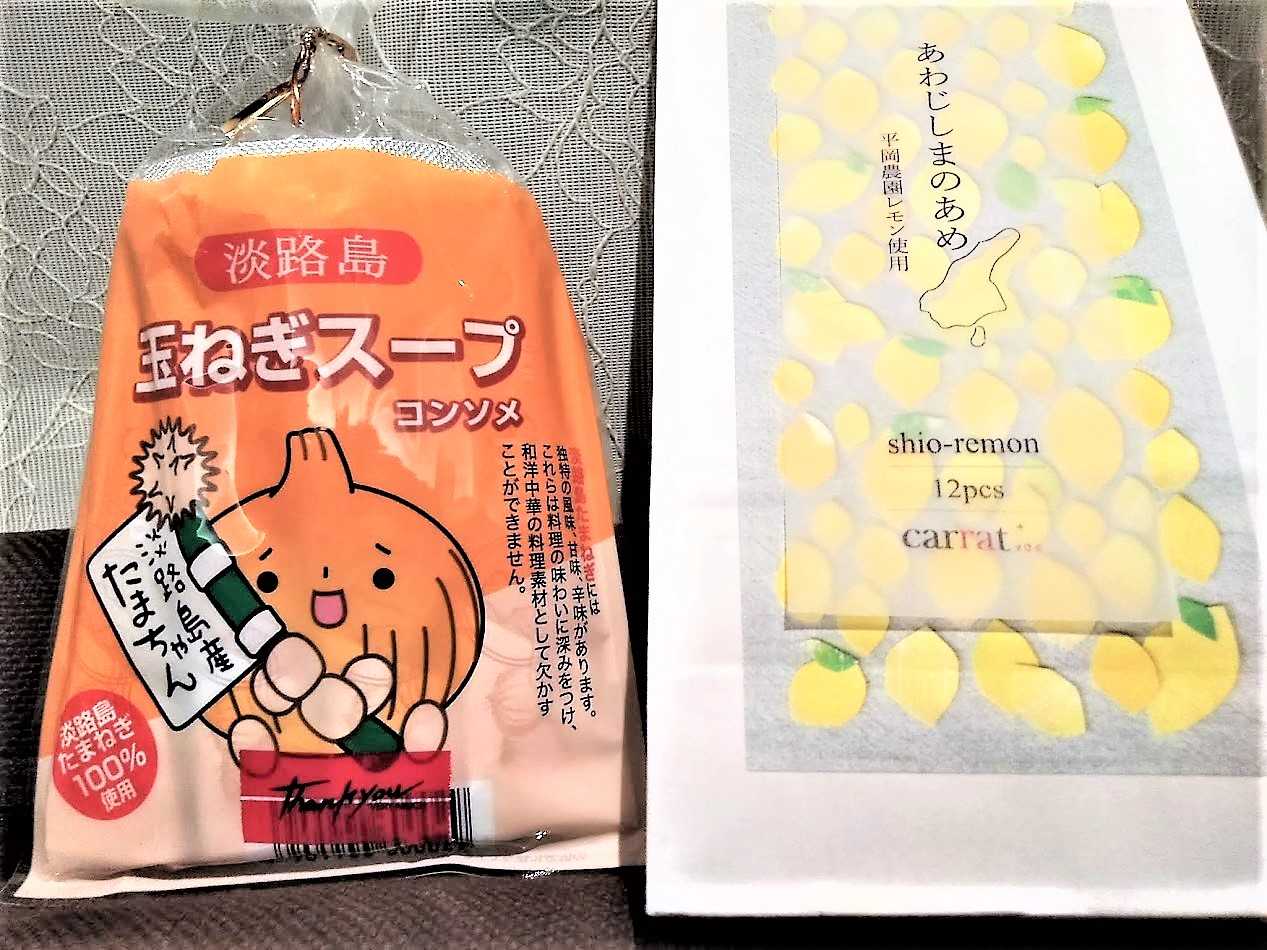 淡路島
玉ねぎスープ
コンソメ
淡路島たまねぎには
独特の風味、甘味、辛味があります。
これらは料理の味わいに深みをつけ、
和洋中華の料理素材として欠かす
ことができません。
淡路島産
たまちゃん
淡路島
たまねぎ
100%
使用
thank you
あわじしまのあめ
平岡農園レモン使用
shio-remon
12pcs
carrat